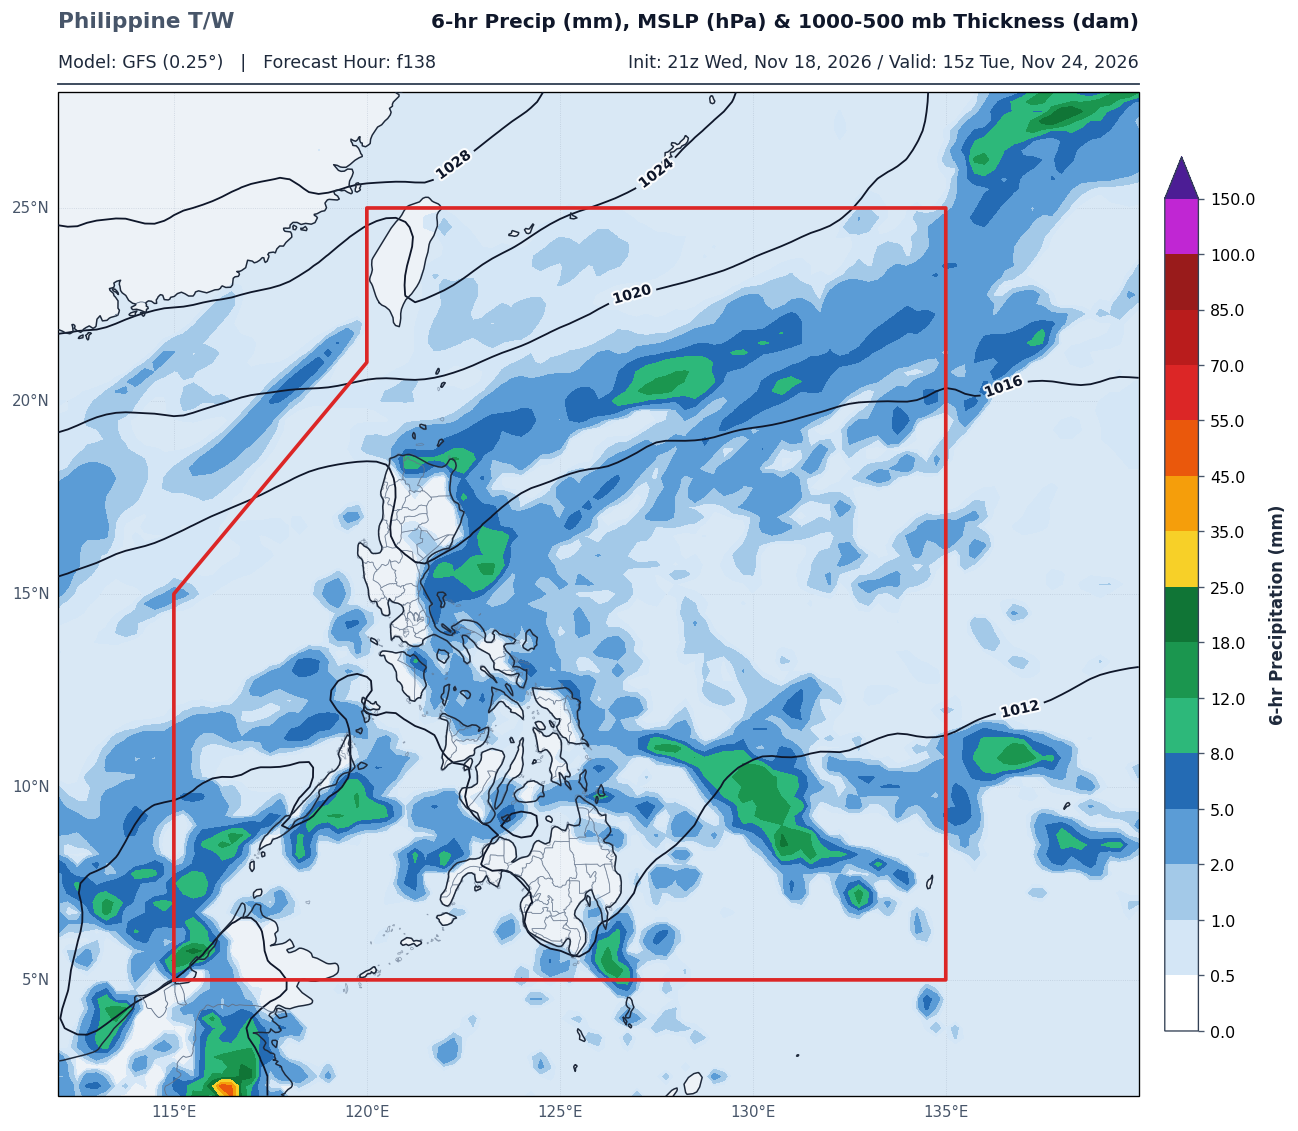 Philippine T/W
6-hr Precip (mm), MSLP (hPa) & 1000-500 mb Thickness (dam)
Model: GFS (0.25°) | Forecast Hour: f138
Init: 21z Wed, Nov 18, 2026 / Valid: 15z Tue, Nov 24, 2026
1028
1024
1020
1016
1012
25°N
20°N
15°N
10°N
5°N
115°E
120°E
125°E
130°E
135°E
150.0
100.0
85.0
70.0
55.0
45.0
35.0
25.0
18.0
12.0
8.0
5.0
2.0
1.0
0.5
0.0
6-hr Precipitation (mm)